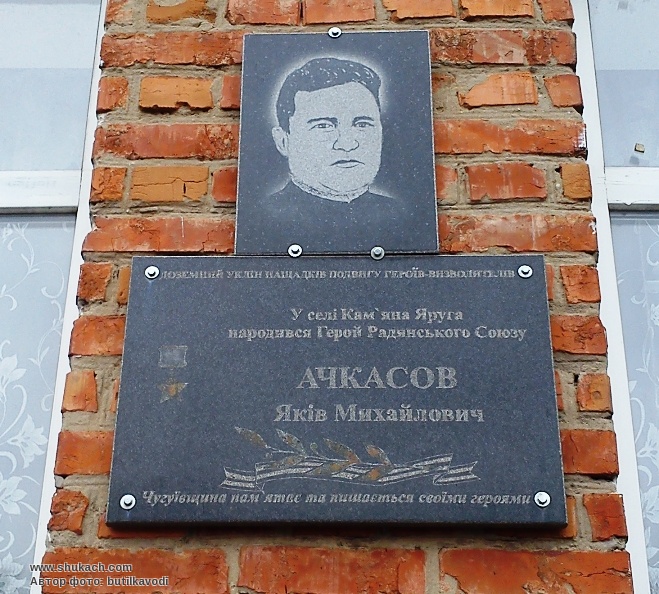 ДОЗЕМНИЙ УКЛІН НАЩАДКІВ ПОДВИГУ ГЕРОЇВ-ВИЗВОЛИТЕЛІВ
У селі Кам`яна Яруга
народився Герой Радянського Союзу
АЧКАСОВ
Яків Михайлович
Чугуївщина пам`ятає та пишається своїми героями
www.shukach.com
Автор фото: butilkavodi